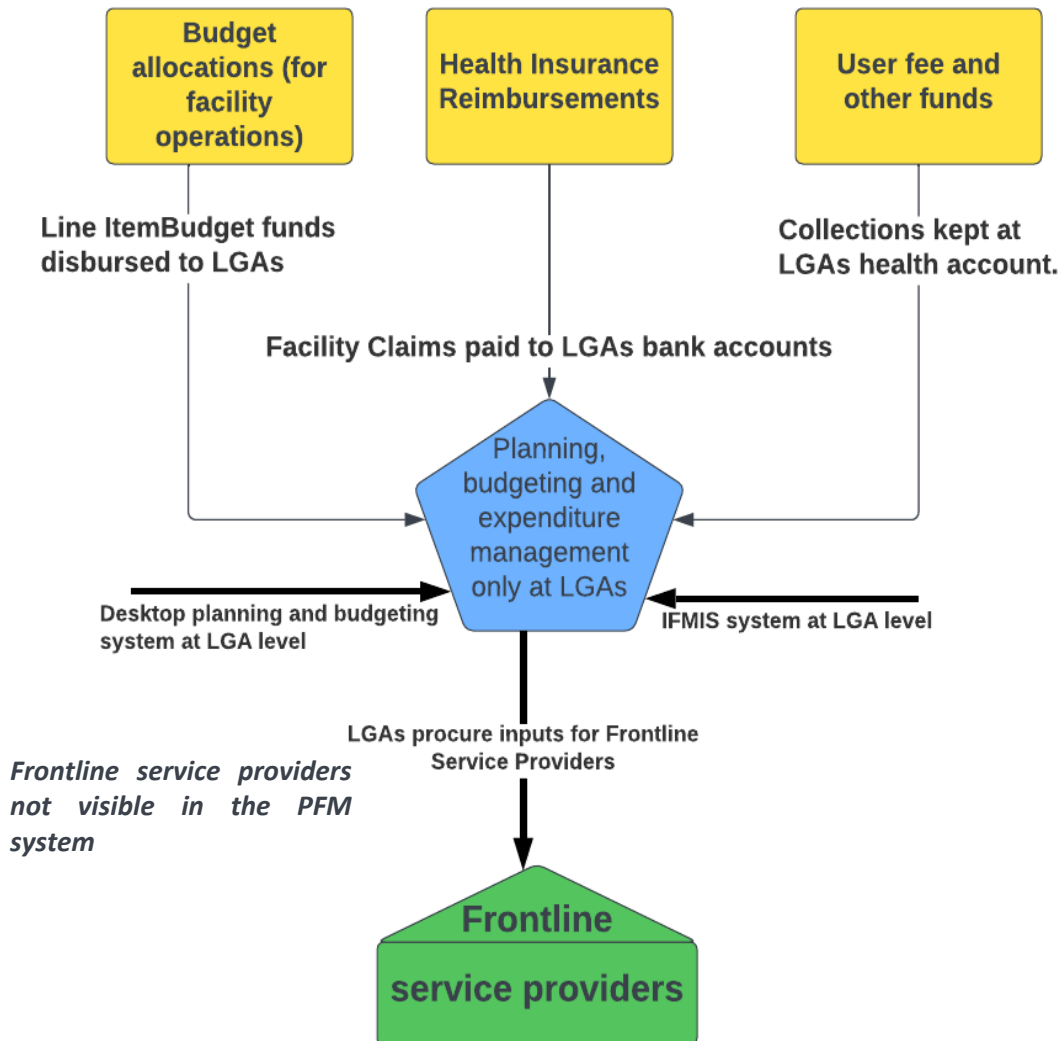 Budget
allocations (for
facility
operations)
Health Insurance
Reimbursements
User fee and
other funds
Line ItemBudget funds
disbursed to LGAs
Collections kept at
LGAs health account.
Facility Claims paid to LGAs bank accounts
Planning,
budgeting and
expenditure
management
only at LGAs
Desktop planning and budgeting
system at LGA level
IFMIS system at LGA level
LGAs procure inputs for Frontline
Service Providers
Frontline service providers
not visible in the PFM
system
Frontline
service providers